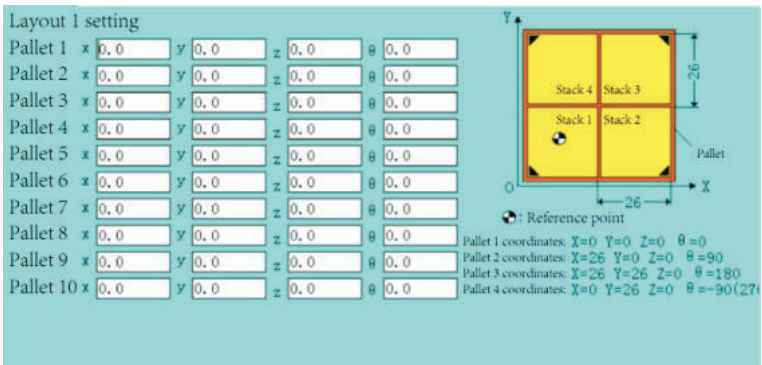 Layout 1 setting
Pallet 1 x 0.0 y 0.0 z 0.0 θ 0.0
Pallet 2 x 0.0 y 0.0 z 0.0 θ 0.0
Pallet 3 x 0.0 y 0.0 z 0.0 θ 0.0
Pallet 4 x 0.0 y 0.0 z 0.0 θ 0.0
Pallet 5 x 0.0 y 0.0 z 0.0 θ 0.0
Pallet 6 x 0.0 y 0.0 z 0.0 θ 0.0
Pallet 7 x 0.0 y 0.0 z 0.0 θ 0.0
Pallet 8 x 0.0 y 0.0 z 0.0 θ 0.0
Pallet 9 x 0.0 y 0.0 z 0.0 θ 0.0
Pallet 10 x 0.0 y 0.0 z 0.0 θ 0.0
Y
Stack 4 Stack 3
26
Stack 1 Stack 2
Pallet
O X
26
: Reference point
Pallet 1 coordinates: X=0 Y=0 Z=0 θ=0
Pallet 2 coordinates: X=26 Y=0 Z=0 θ=90
Pallet 3 coordinates: X=26 Y=26 Z=0 θ=180
Pallet 4 coordinates: X=0 Y=26 Z=0 θ=-90(27